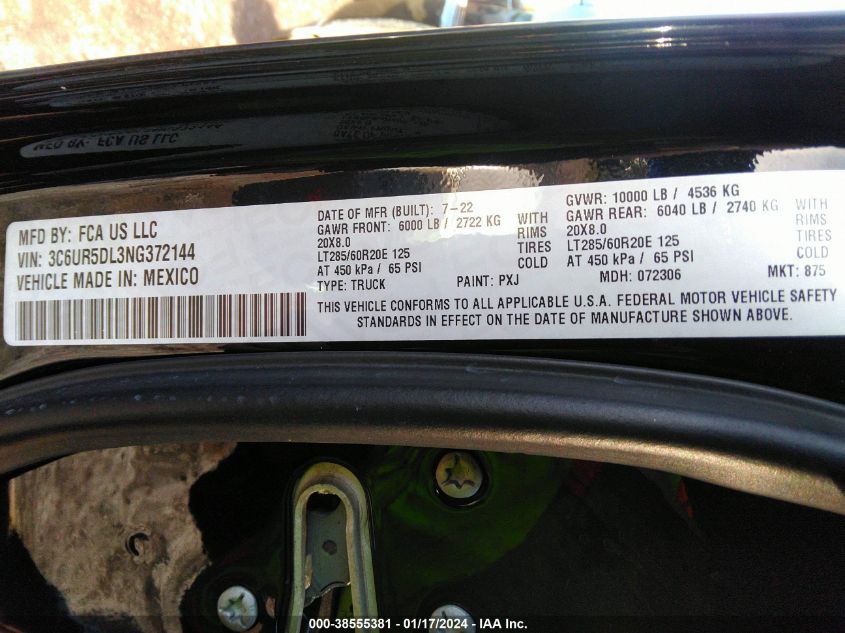 MFD BY: FCA US LLC
VIN: 3C6UR5DL3NG372144
VEHICLE MADE IN: MEXICO
DATE OF MFR (BUILT): 7-22
GAWR FRONT: 6000 LB / 2722 KG WITH
20X8.0 RIMS
LT285/60R20E 125 TIRES
AT 450 kPa / 65 PSI COLD
TYPE: TRUCK PAINT: PXJ
GVWR: 10000 LB / 4536 KG
GAWR REAR: 6040 LB / 2740 KG WITH
20X8.0 RIMS
LT285/60R20E 125 TIRES
AT 450 kPa / 65 PSI COLD
MDH: 072306 MKT: 875
THIS VEHICLE CONFORMS TO ALL APPLICABLE U.S.A. FEDERAL MOTOR VEHICLE SAFETY
STANDARDS IN EFFECT ON THE DATE OF MANUFACTURE SHOWN ABOVE.
000-38555381 - 01/17/2024 - IAA Inc.